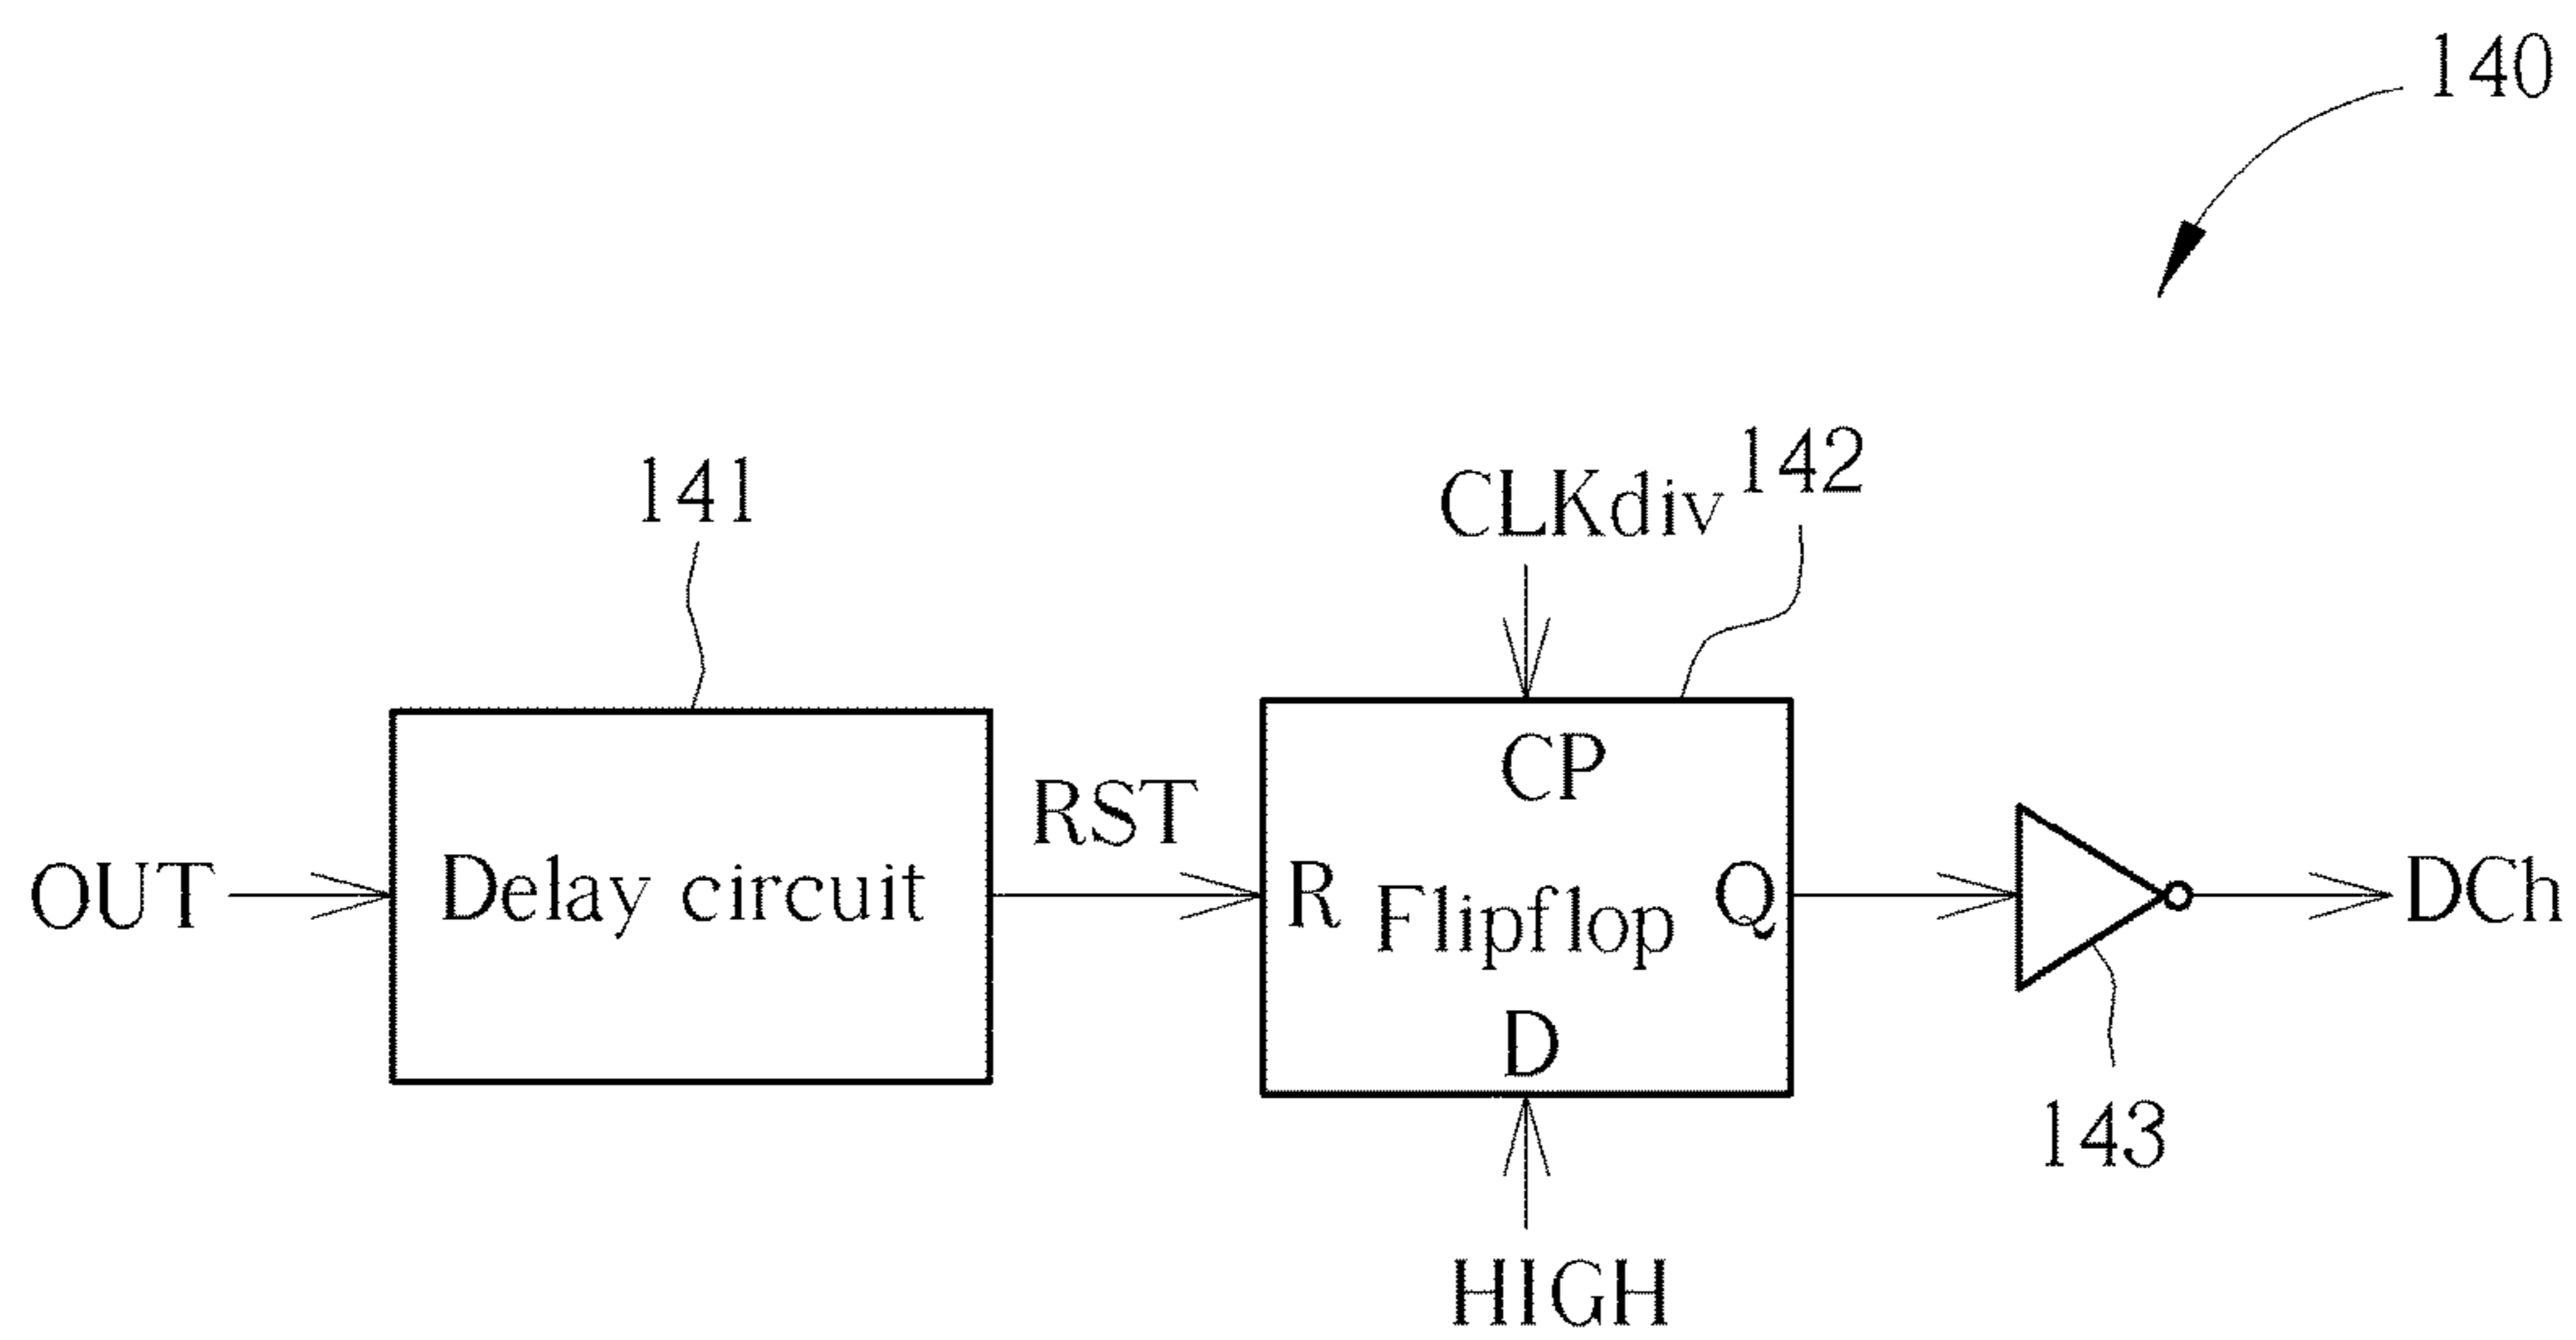 140
141
CLKdiv
142
OUT
Delay circuit
RST
CP
R
Flipflop
Q
D
DCh
143
HIGH